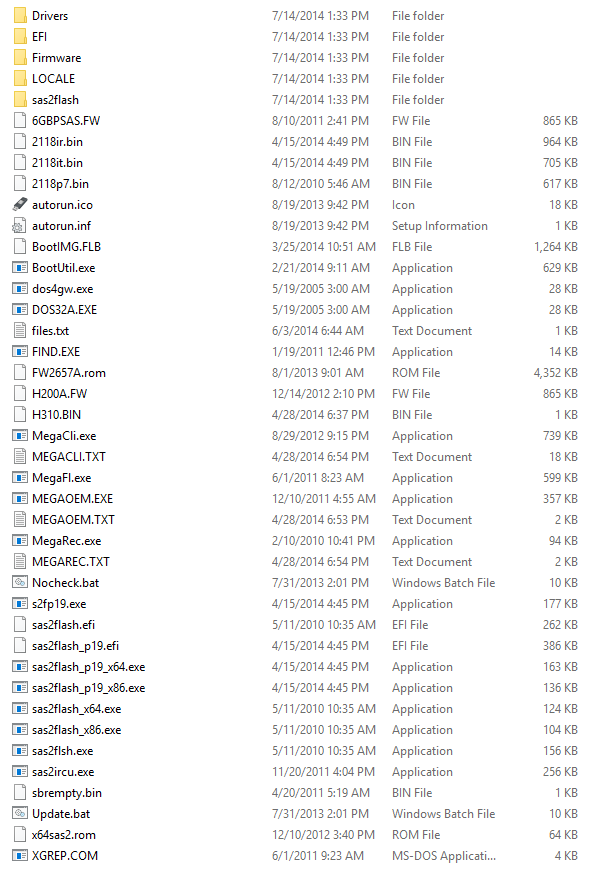 Drivers 7/14/2014 1:33 PM File folder
EFI 7/14/2014 1:33 PM File folder
Firmware 7/14/2014 1:33 PM File folder
LOCALE 7/14/2014 1:33 PM File folder
sas2flash 7/14/2014 1:33 PM File folder
6GBPSAS.FW 8/10/2011 2:41 PM FW File 865 KB
2118ir.bin 4/15/2014 4:49 PM BIN File 964 KB
2118it.bin 4/15/2014 4:49 PM BIN File 705 KB
2118p7.bin 8/12/2010 5:46 AM BIN File 617 KB
autorun.ico 8/19/2013 9:42 PM Icon 18 KB
autorun.inf 8/19/2013 9:42 PM Setup Information 1 KB
BootIMG.FLB 3/25/2014 10:51 AM FLB File 1,264 KB
BootUtil.exe 2/21/2014 9:11 AM Application 629 KB
dos4gw.exe 5/19/2005 3:00 AM Application 28 KB
DOS32A.EXE 5/19/2005 3:00 AM Application 28 KB
files.txt 6/3/2014 6:44 AM Text Document 1 KB
FIND.EXE 1/19/2011 12:46 PM Application 14 KB
FW2657A.rom 8/1/2013 9:01 AM ROM File 4,352 KB
H200A.FW 12/14/2012 2:10 PM FW File 865 KB
H310.BIN 4/28/2014 6:37 PM BIN File 1 KB
MegaCli.exe 8/29/2012 9:15 PM Application 739 KB
MEGACLI.TXT 4/28/2014 6:54 PM Text Document 18 KB
MegaFl.exe 6/1/2011 8:23 AM Application 599 KB
MEGAOEM.EXE 12/10/2011 4:55 AM Application 357 KB
MEGAOEM.TXT 4/28/2014 6:53 PM Text Document 2 KB
MegaRec.exe 2/10/2010 10:41 PM Application 94 KB
MEGAREC.TXT 4/28/2014 6:54 PM Text Document 2 KB
Nocheck.bat 7/31/2013 2:01 PM Windows Batch File 10 KB
s2fp19.exe 4/15/2014 4:45 PM Application 177 KB
sas2flash.efi 5/11/2010 10:35 AM EFI File 262 KB
sas2flash_p19.efi 4/15/2014 4:45 PM EFI File 386 KB
sas2flash_p19_x64.exe 4/15/2014 4:45 PM Application 163 KB
sas2flash_p19_x86.exe 4/15/2014 4:45 PM Application 136 KB
sas2flash_x64.exe 5/11/2010 10:35 AM Application 124 KB
sas2flash_x86.exe 5/11/2010 10:35 AM Application 104 KB
sas2flsh.exe 5/11/2010 10:35 AM Application 156 KB
sas2ircu.exe 11/20/2011 4:04 PM Application 256 KB
sbrempty.bin 4/20/2011 5:19 AM BIN File 1 KB
Update.bat 7/31/2013 2:01 PM Windows Batch File 10 KB
x64sas2.rom 12/10/2012 3:40 PM ROM File 64 KB
XGREP.COM 6/1/2011 9:23 AM MS-DOS Applicati... 4 KB